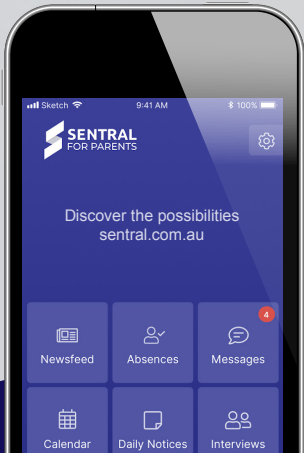 Sketch 9:41 AM 100%
SENTRAL
FOR PARENTS
Discover the possibilities
sentral.com.au
4
Newsfeed Absences Messages
Calendar Daily Notices Interviews